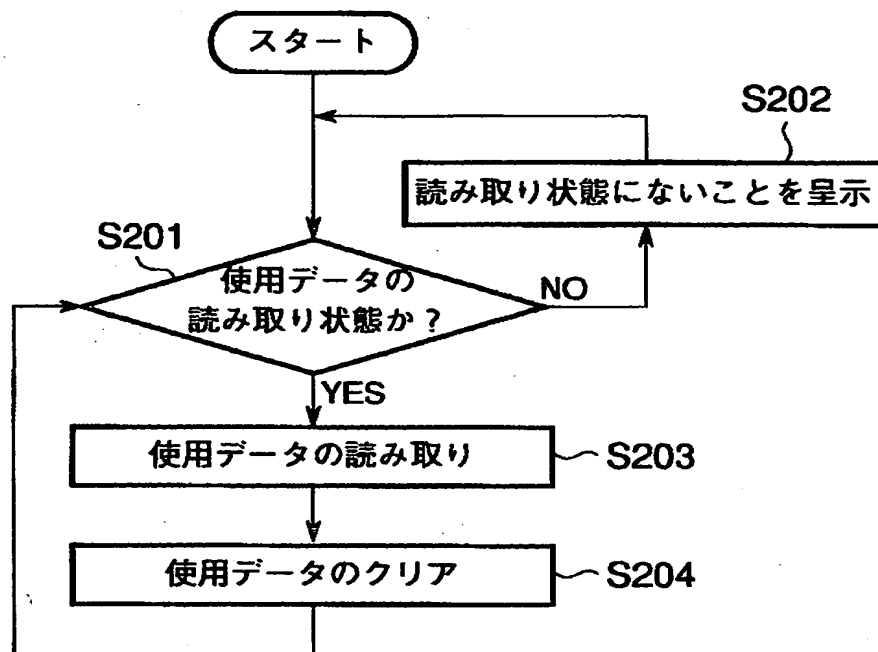 スタート
S202
読み取り状態にないことを呈示
S201
使用データの
読み取り状態か?
NO
YES
使用データの読み取り
S203
使用データのクリア
S204